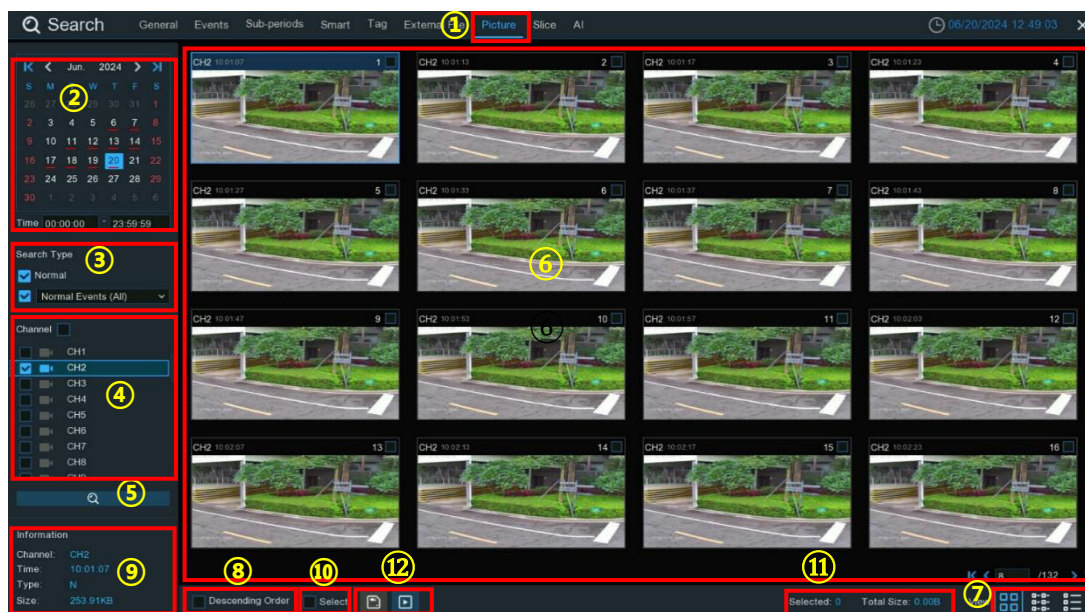 Search General Events Sub-periods Smart Tag External ① Picture Slice AI 06/20/2024 12:49:03
Jun. 2024
S M ② W T F S
26 27 29 30 31 1
2 3 4 5 6 7 8
9 10 11 12 13 14 15
16 17 18 19 20 21 22
23 24 25 26 27 28 29
30 1 2 3 4 5 6
Time 00:00:00 - 23:59:59
Search Type ③
Normal
Normal Events (All)
Channel
CH1
CH2
CH3
CH4 ④
CH5
CH6
CH7
CH8
⑤
Information
Channel: CH2
Time: 10:01:07
Type: N ⑨
Size: 253.91KB
CH2 10:01:07 1 CH2 10:01:13 2 CH2 10:01:17 3 CH2 10:01:23 4
CH2 10:01:27 5 CH2 10:01:33 6 CH2 10:01:37 7 CH2 10:01:43 8
⑥
CH2 10:01:47 9 CH2 10:01:53 ⑥ 10 CH2 10:01:57 11 CH2 10:02:03 12
CH2 10:02:07 13 CH2 10:02:13 14 CH2 10:02:17 15 CH2 10:02:23 16
⑧ ⑩ ⑫ ⑪
8 /132
Descending Order Select Selected: 0 Total Size: 0.00B ⑦